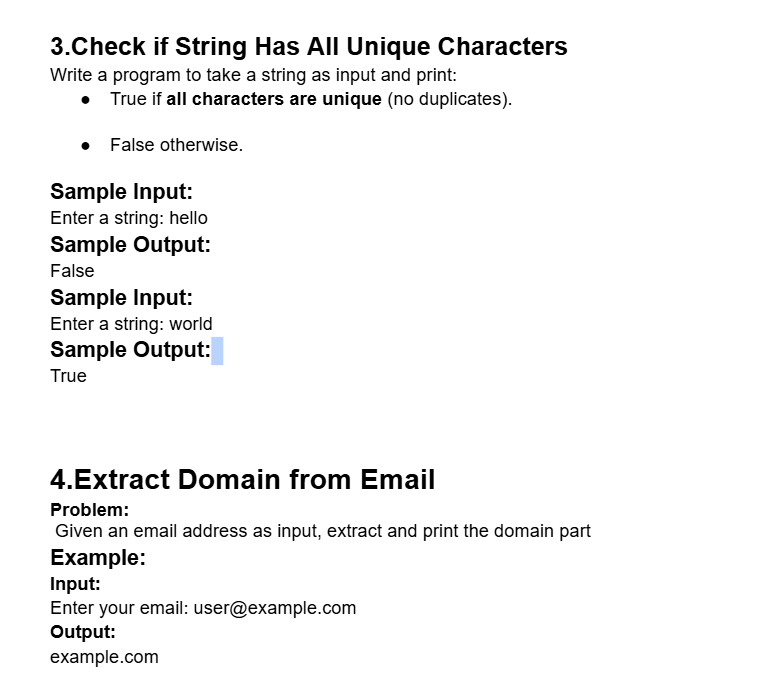 3.Check if String Has All Unique Characters
Write a program to take a string as input and print:
● True if all characters are unique (no duplicates).
● False otherwise.
Sample Input:
Enter a string: hello
Sample Output:
False
Sample Input:
Enter a string: world
Sample Output:
True
4.Extract Domain from Email
Problem:
Given an email address as input, extract and print the domain part
Example:
Input:
Enter your email: user@example.com
Output:
example.com